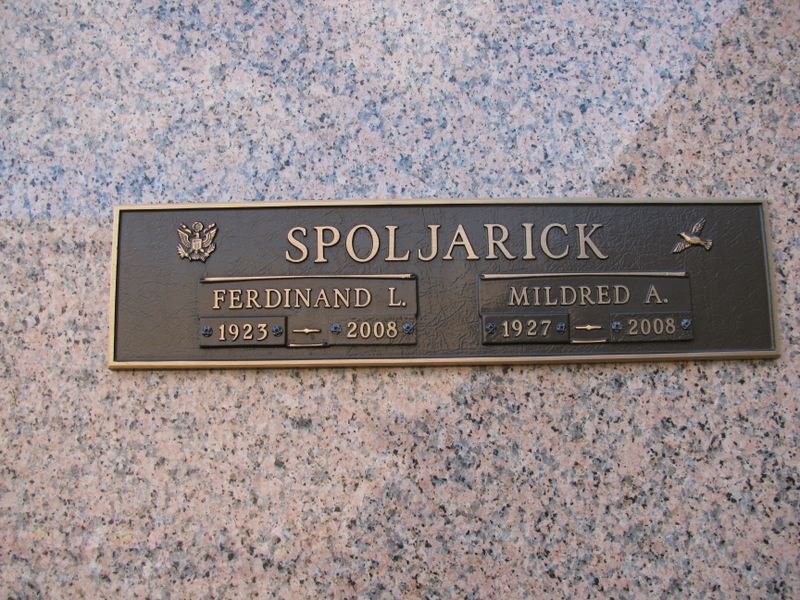 SPOLJARICK
FERDINAND L. MILDRED A.
1923 — 2008 1927 — 2008